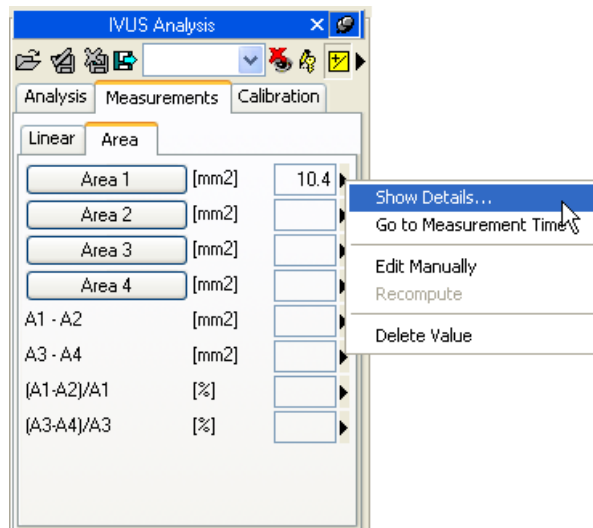 IVUS Analysis
Analysis Measurements Calibration
Linear Area
Area 1 [mm2] 10.4
Area 2 [mm2]
Area 3 [mm2]
Area 4 [mm2]
A1 - A2 [mm2]
A3 - A4 [mm2]
(A1-A2)/A1 [%]
(A3-A4)/A3 [%]
Show Details...
Go to Measurement Time
Edit Manually
Recompute
Delete Value